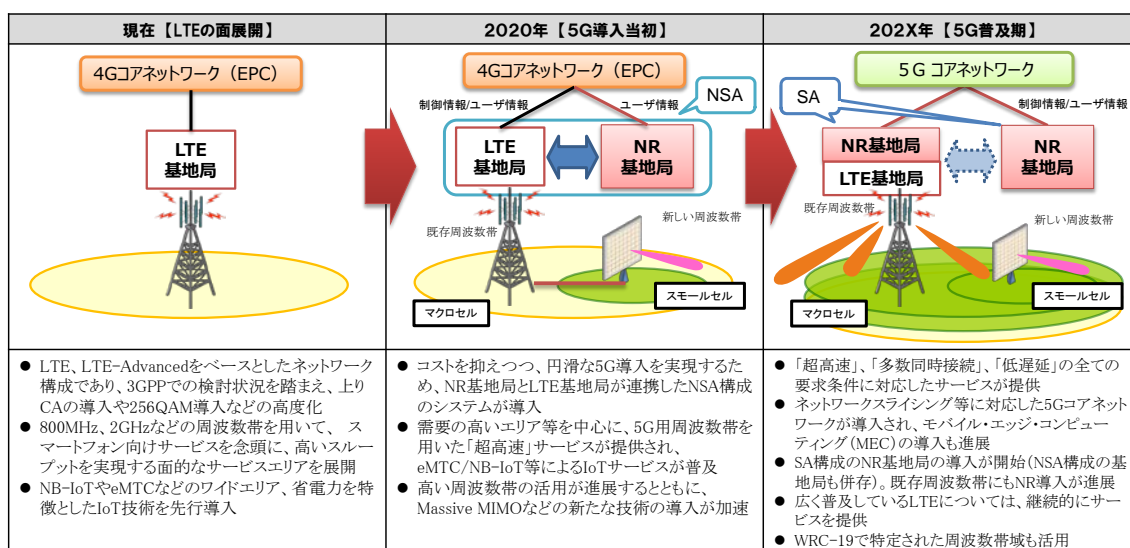 現在【LTEの面展開】
4Gコアネットワーク（EPC）
LTE
基地局
● LTE、LTE-Advancedをベースとしたネットワーク
構成であり、3GPPでの検討状況を踏まえ、上り
CAの導入や256QAM導入などの高度化
● 800MHz、2GHzなどの周波数帯を用いて、 ス
マートフォン向けサービスを念頭に、高いスルー
プットを実現する面的なサービスエリアを展開
● NB-IoTやeMTCなどのワイドエリア、省電力を特
徴としたIoT技術を先行導入
2020年【5G導入当初】
4Gコアネットワーク（EPC）
制御情報/ユーザ情報
ユーザ情報
NSA
LTE
基地局
NR
基地局
既存周波数帯
新しい周波数帯
スモールセル
マクロセル
● コストを抑えつつ、円滑な5G導入を実現するた
め、NR基地局とLTE基地局が連携したNSA構成
のシステムが導入
● 需要の高いエリア等を中心に、5G用周波数帯を
用いた「超高速」サービスが提供され、
eMTC/NB-IoT等によるIoTサービスが普及
● 高い周波数帯の活用が進展するとともに、
Massive MIMOなどの新たな技術の導入が加速
202X年【5G普及期】
5G コアネットワーク
SA
制御情報/ユーザ情報
NR基地局
LTE基地局
NR
基地局
既存周波数帯
新しい周波数帯
スモールセル
マクロセル
● 「超高速」、「多数同時接続」、「低遅延」の全ての
要求条件に対応したサービスが提供
● ネットワークスライシング等に対応した5Gコアネット
ワークが導入され、モバイル・エッジ・コンピュー
ティング（MEC）の導入も進展
● SA構成のNR基地局の導入が開始（NSA構成の基
地局も併存）。既存周波数帯にもNR導入が進展
● 広く普及しているLTEについては、継続的にサー
ビスを提供
● WRC-19で特定された周波数帯域も活用